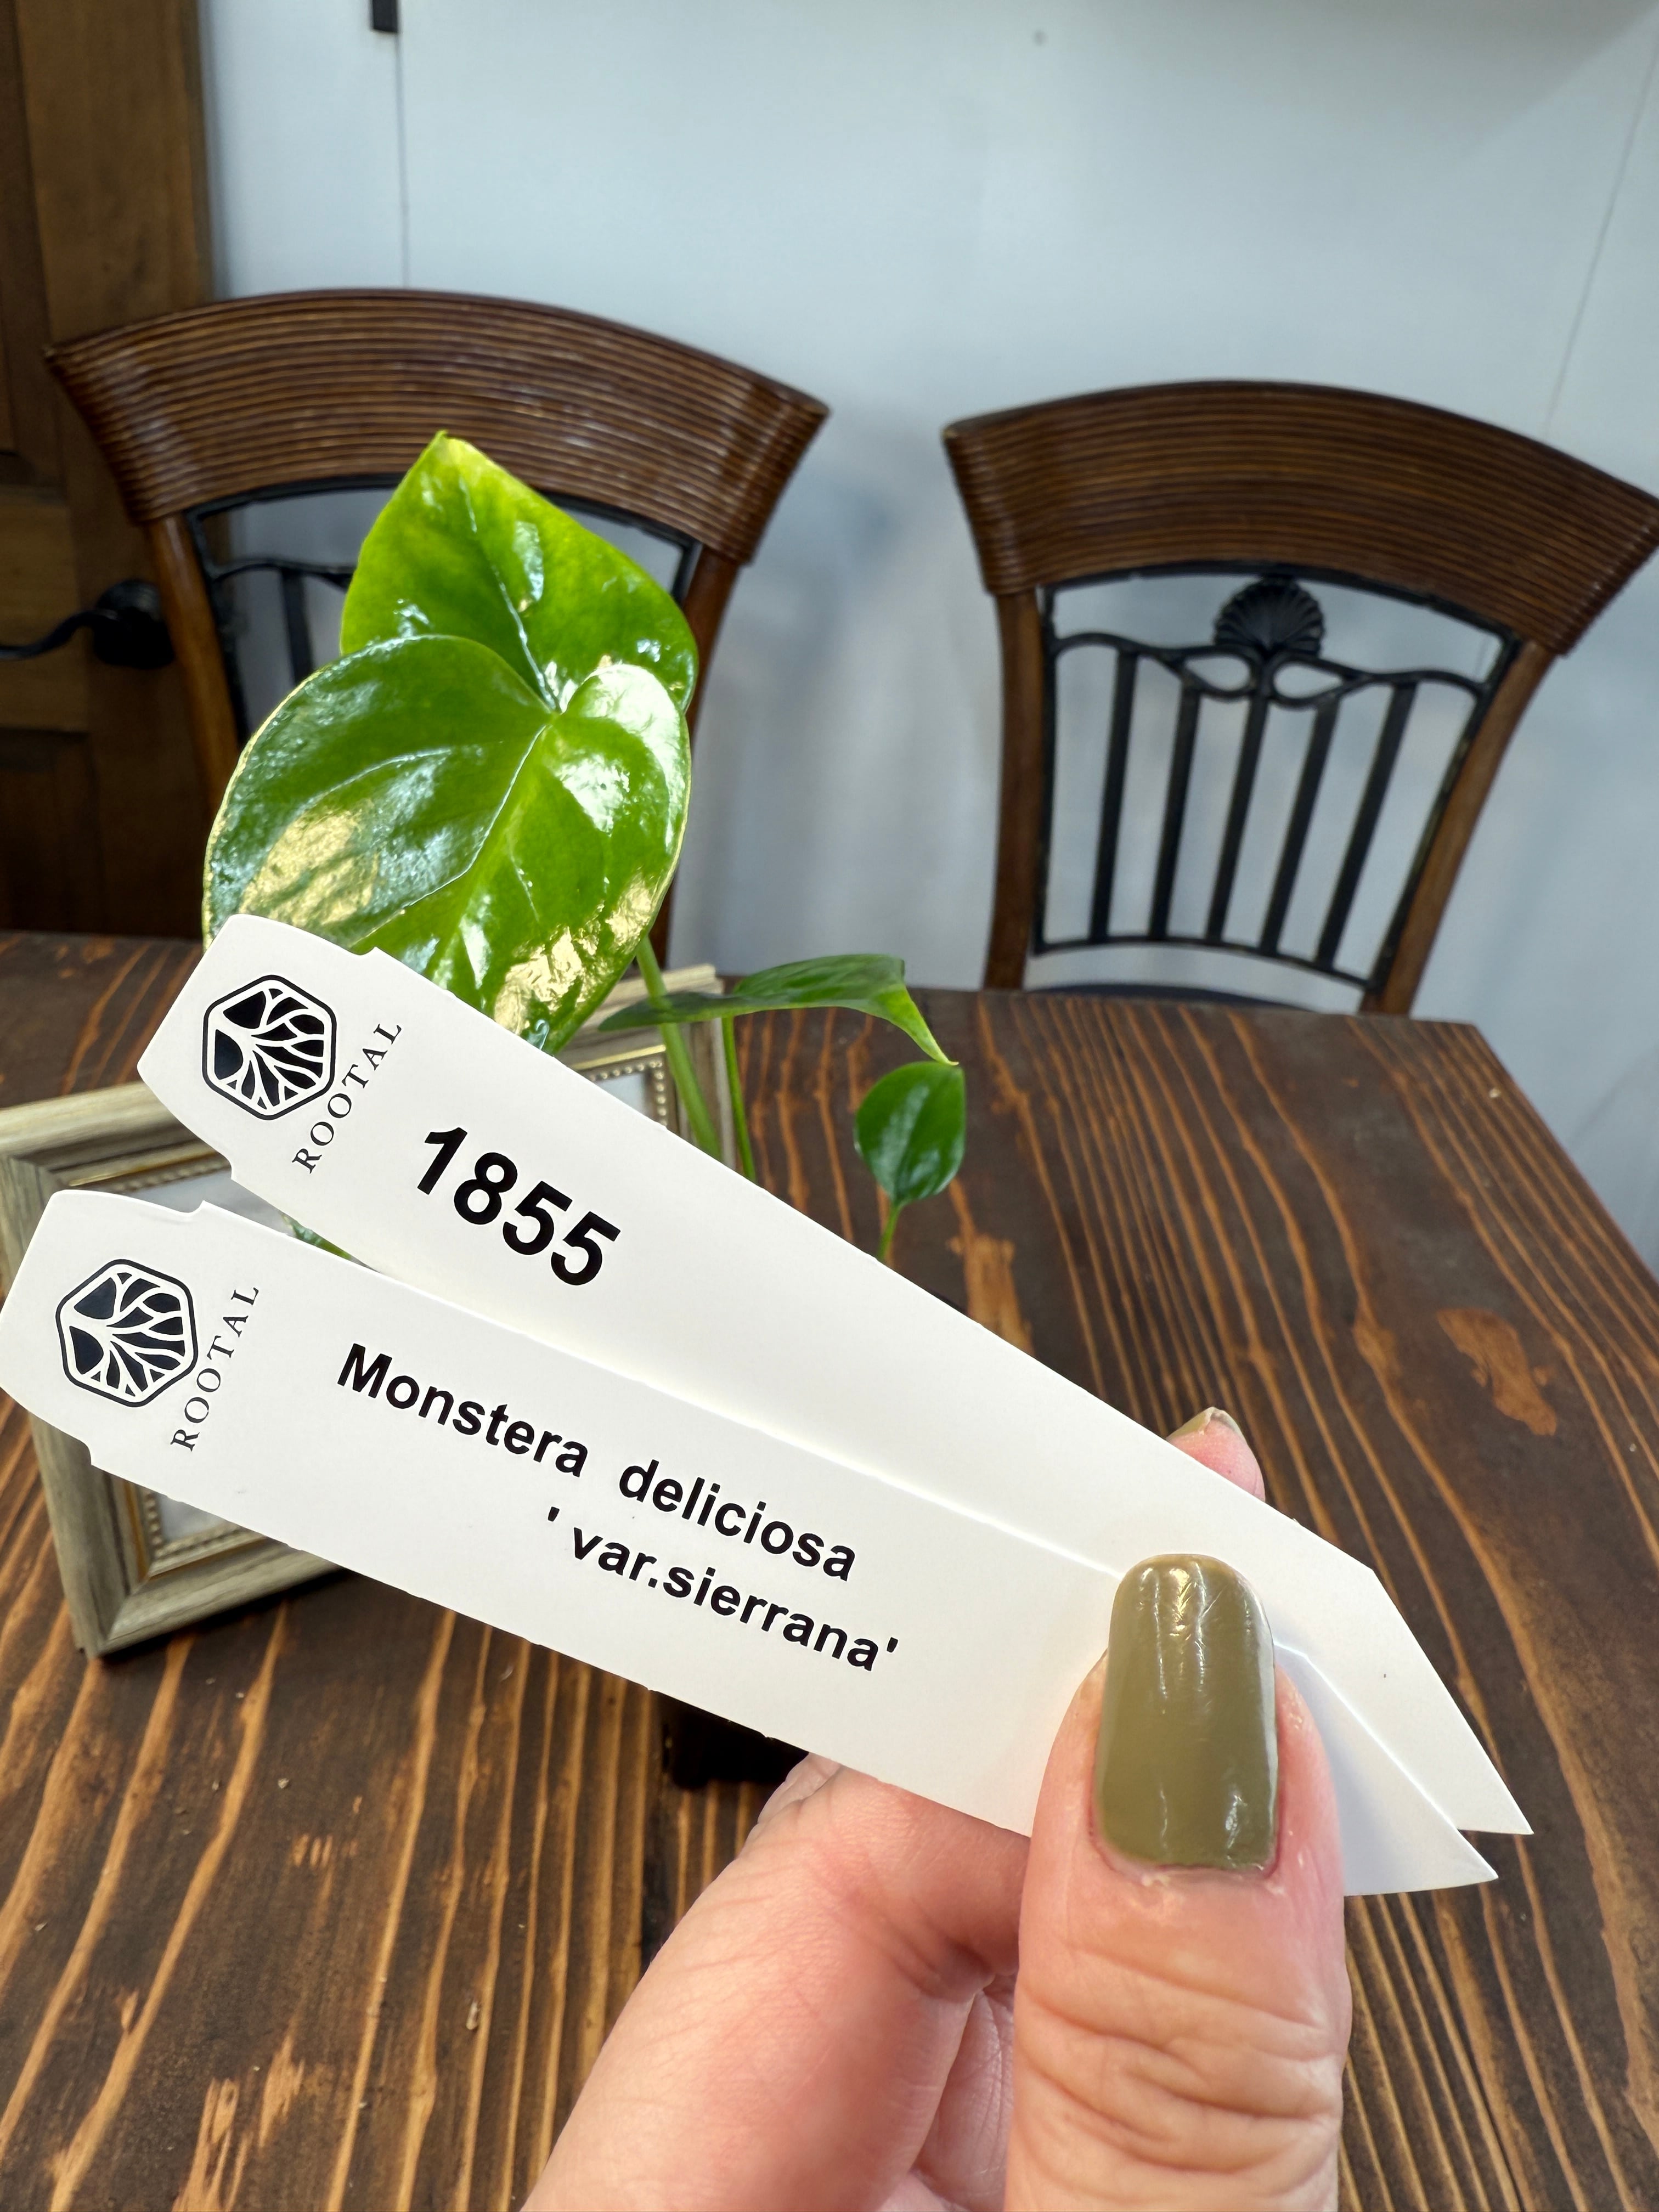 ROOTAL
1855
ROOTAL
Monstera deliciosa
'var.sierrana'